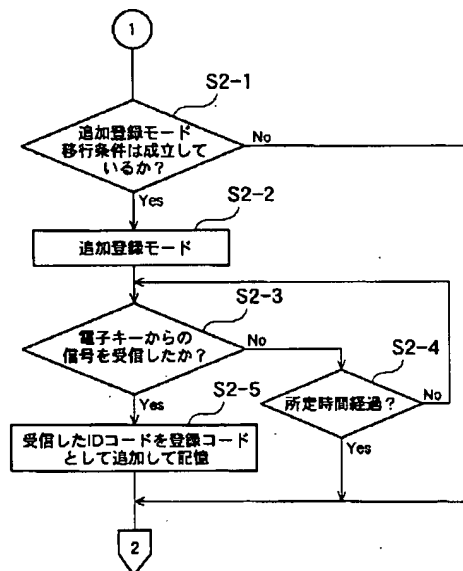 1
S2-1
追加登録モード
移行条件は成立して
いるか？
No
Yes
S2-2
追加登録モード
S2-3
電子キーからの
信号を受信したか？
No
S2-4
Yes
所定時間経過？
No
S2-5
Yes
受信したIDコードを登録コード
として追加して記憶
2